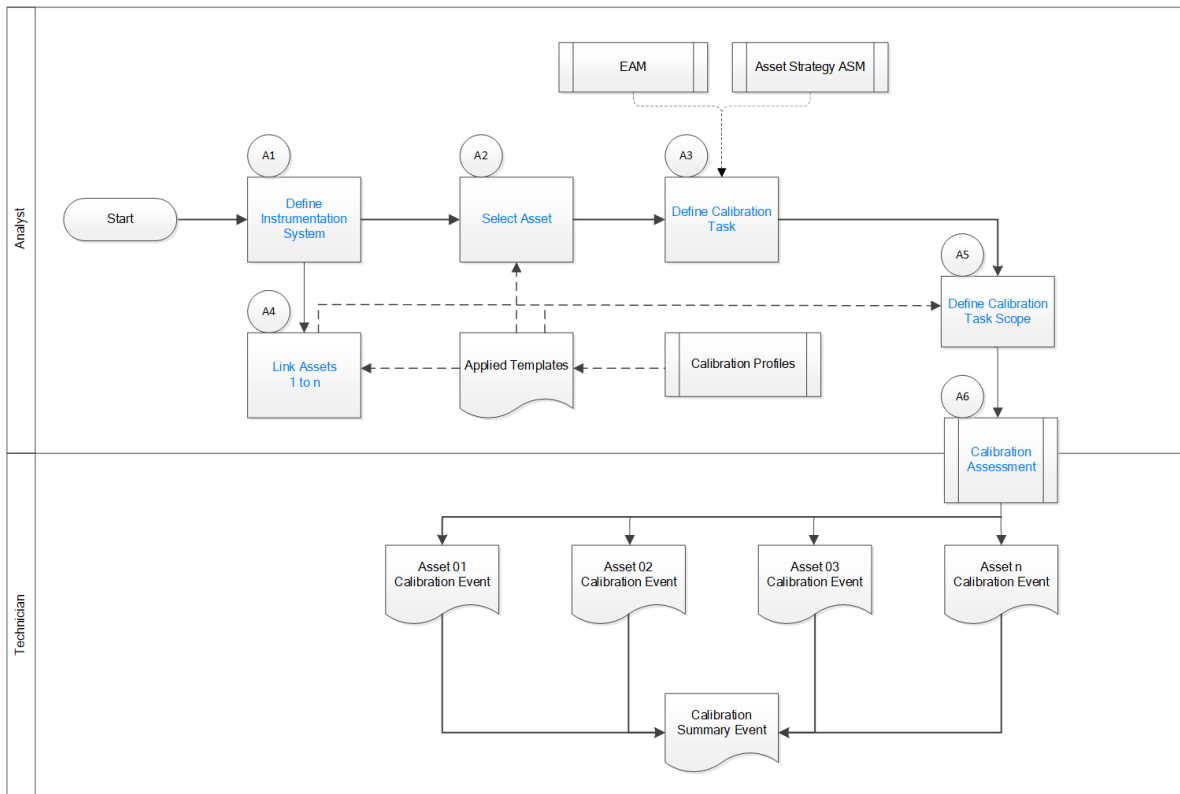 Analyst
EAM
Asset Strategy ASM
A1
A2
A3
Start
Define
Instrumentation
System
Select Asset
Define Calibration
Task
A5
A4
Define Calibration
Task Scope
Link Assets
1 to n
Applied Templates
Calibration Profiles
A6
Calibration
Assessment
Technician
Asset 01
Calibration Event
Asset 02
Calibration Event
Asset 03
Calibration Event
Asset n
Calibration Event
Calibration
Summary Event